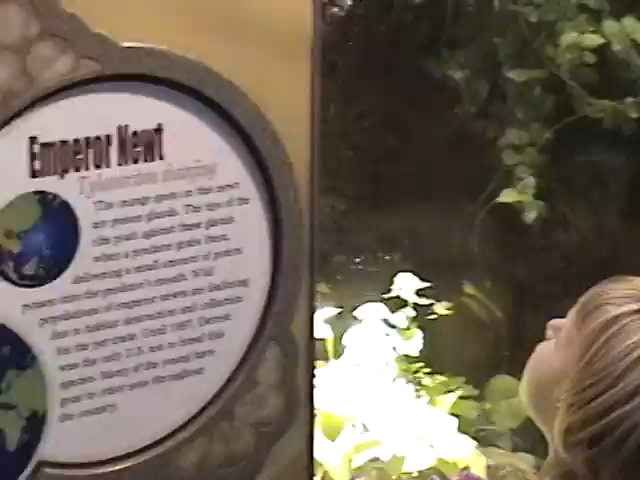 Emperor Newt
Tylototriton shanjing
The orange spots on this newt
are poison glands. The tips of the
ribs push against these glands
when a predator grabs them,
delivering a small amount of poison
into the predator's mouth. Wild
populations of emperor newts are declining
due to habitat destruction and collection
for the pet trade. Until 1997, Detroit
was the only U.S. zoo to breed this
species. Many of the young have
gone to other zoos throughout
the country.